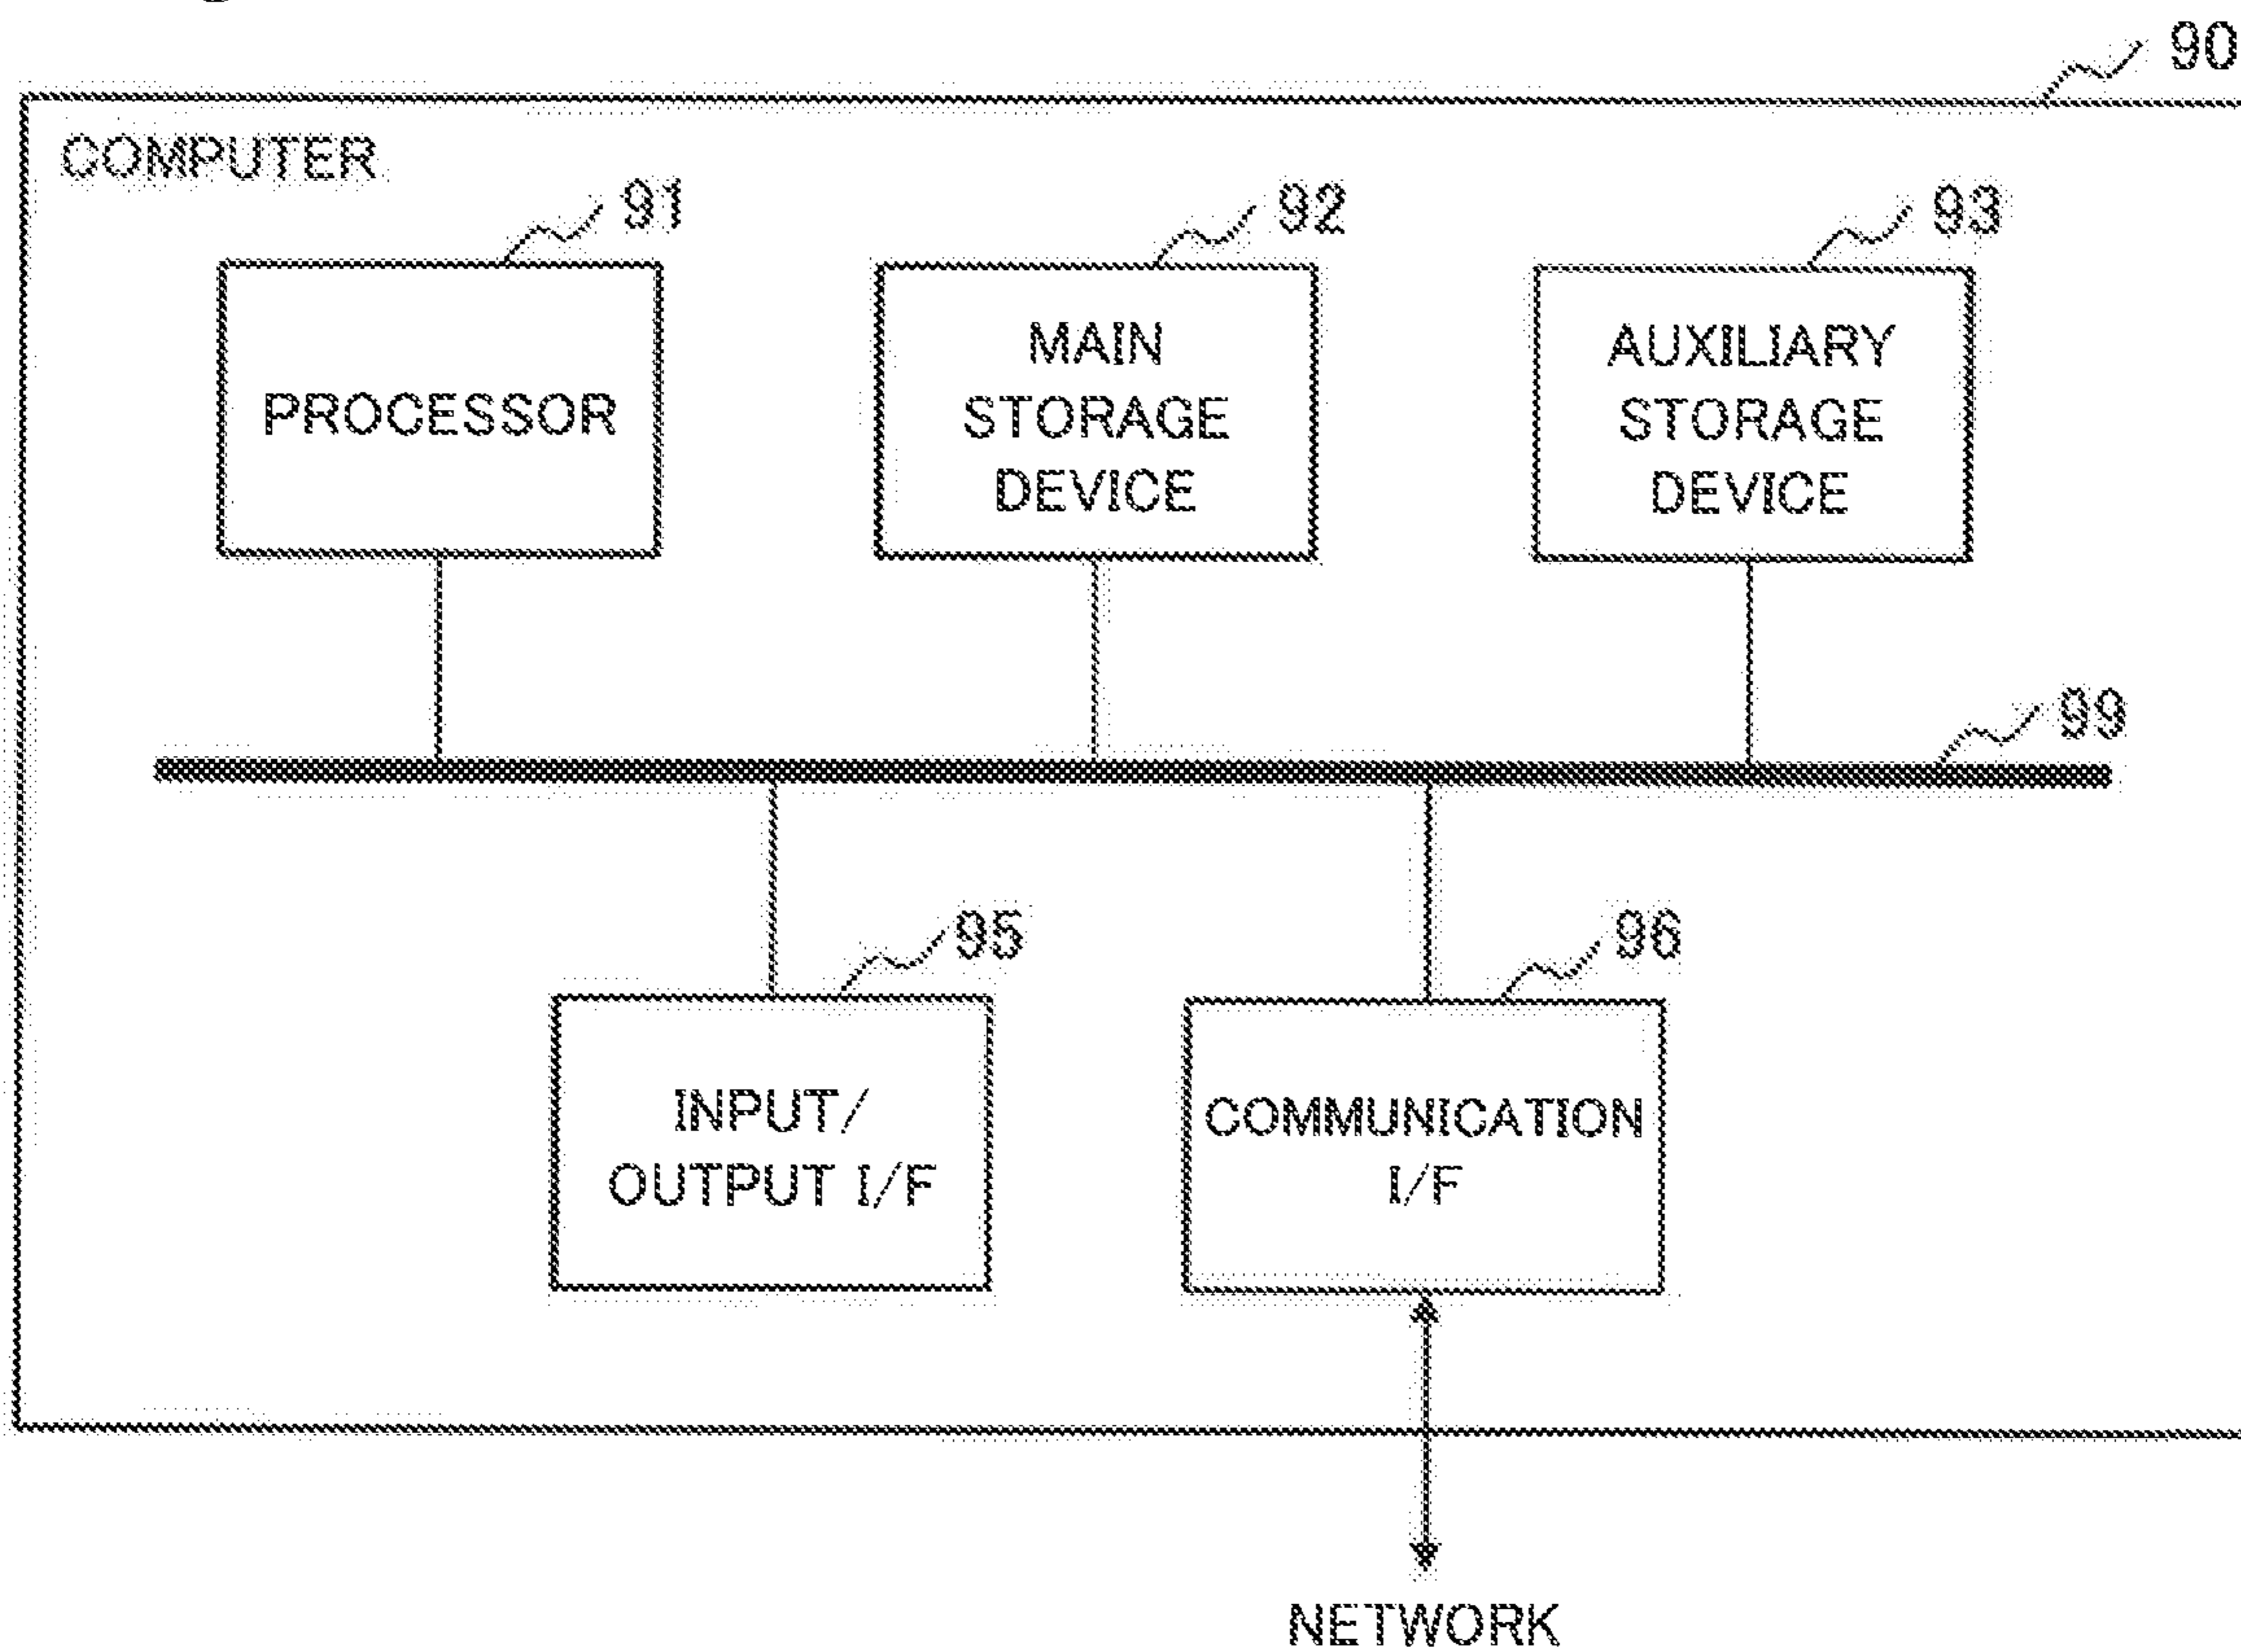 90
COMPUTER
91
92
93
PROCESSOR
MAIN
STORAGE
DEVICE
AUXILIARY
STORAGE
DEVICE
99
95
96
INPUT/
OUTPUT I/F
COMMUNICATION
I/F
NETWORK